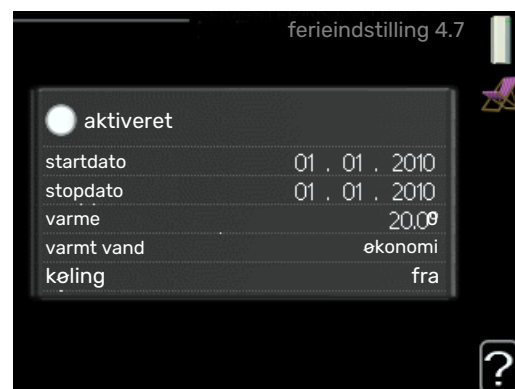 ferieindstilling 4.7
aktiveret
startdato 01 . 01 . 2010
stopdato 01 . 01 . 2010
varme 20.0°
varmt vand økonomi
køling fra
?